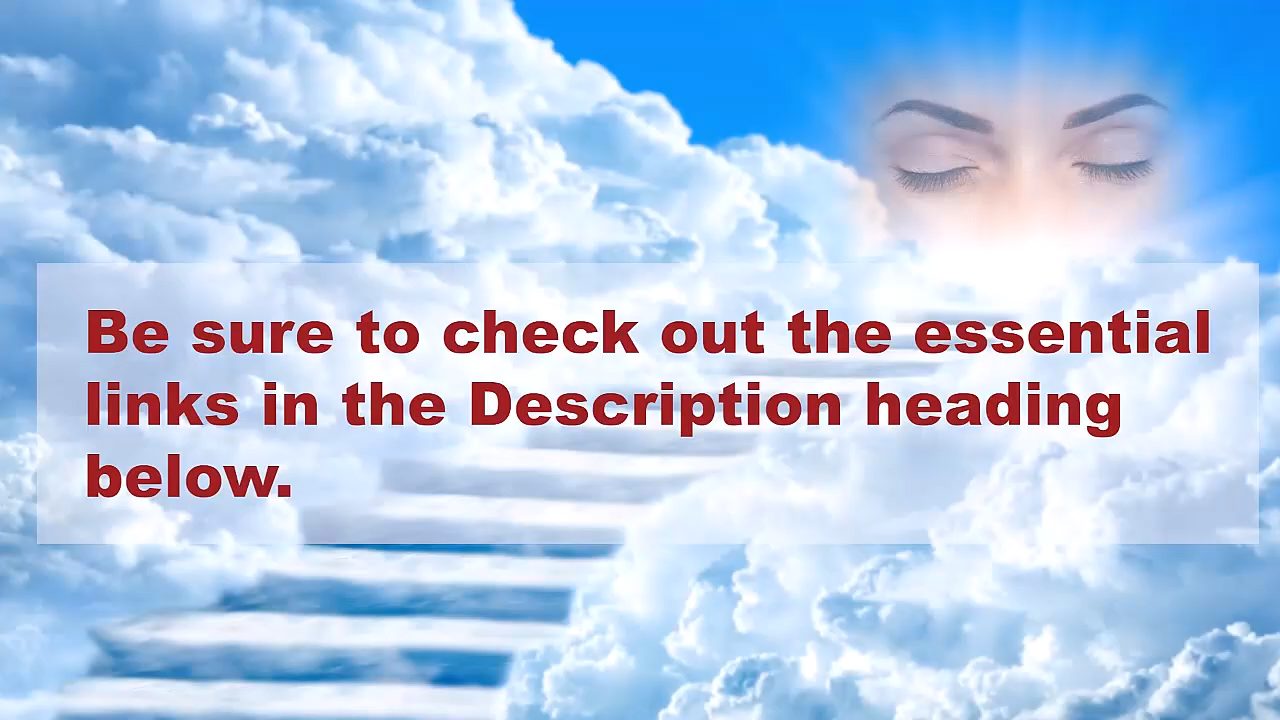 Be sure to check out the essential
links in the Description heading
below.